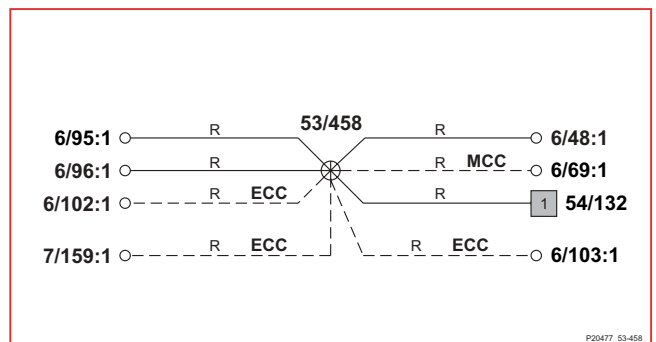 53/458
6/95:1 R R 6/48:1
6/96:1 R R MCC 6/69:1
6/102:1 R ECC R 1 54/132
7/159:1 R ECC R ECC 6/103:1
P20477 53-458